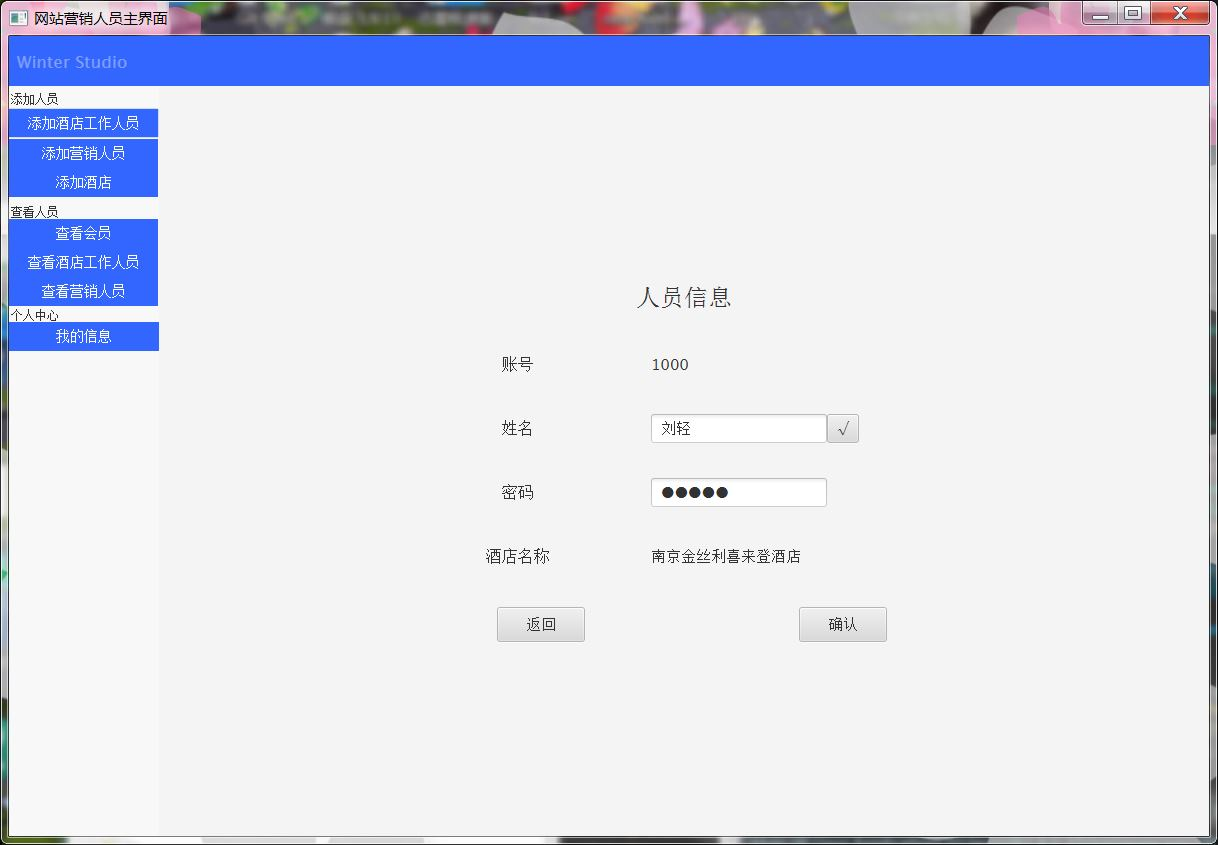 网站营销人员主界面
Winter Studio
添加人员
添加酒店工作人员
添加营销人员
添加酒店
查看人员
查看会员
查看酒店工作人员
查看营销人员
个人中心
我的信息
人员信息
账号 1000
姓名 刘轻 √
密码 ●●●●●
酒店名称 南京金丝利喜来登酒店
返回 确认